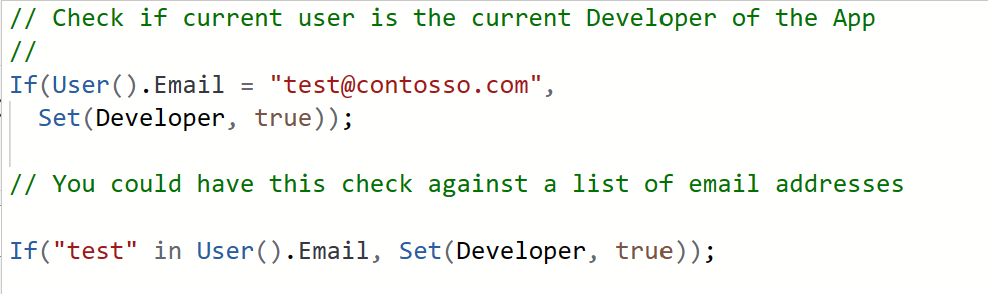 // Check if current user is the current Developer of the App
//
If(User().Email = "test@contosso.com",
Set(Developer, true));
// You could have this check against a list of email addresses
If("test" in User().Email, Set(Developer, true));